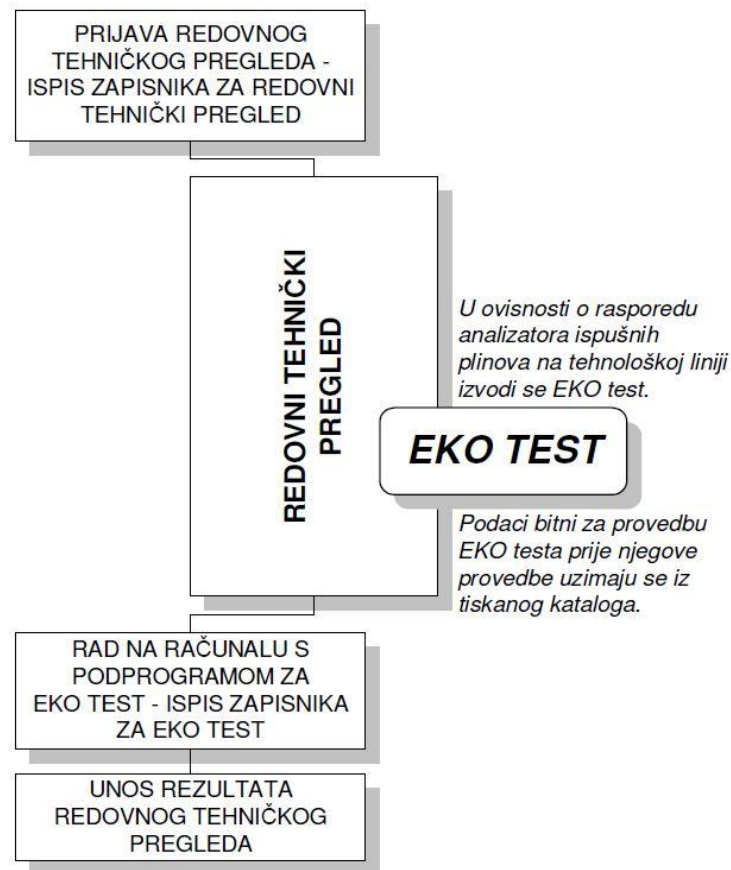 PRIJAVA REDOVNOG
TEHNIČKOG PREGLEDA -
ISPIS ZAPISNIKA ZA REDOVNI
TEHNIČKI PREGLED
REDOVNI TEHNIČKI
PREGLED
U ovisnosti o rasporedu
analizatora ispušnih
plinova na tehnološkoj liniji
izvodi se EKO test.
EKO TEST
Podaci bitni za provedbu
EKO testa prije njegove
provedbe uzimaju se iz
tiskanog kataloga.
RAD NA RAČUNALU S
PODPROGRAMOM ZA
EKO TEST - ISPIS ZAPISNIKA
ZA EKO TEST
UNOS REZULTATA
REDOVNOG TEHNIČKOG
PREGLEDA